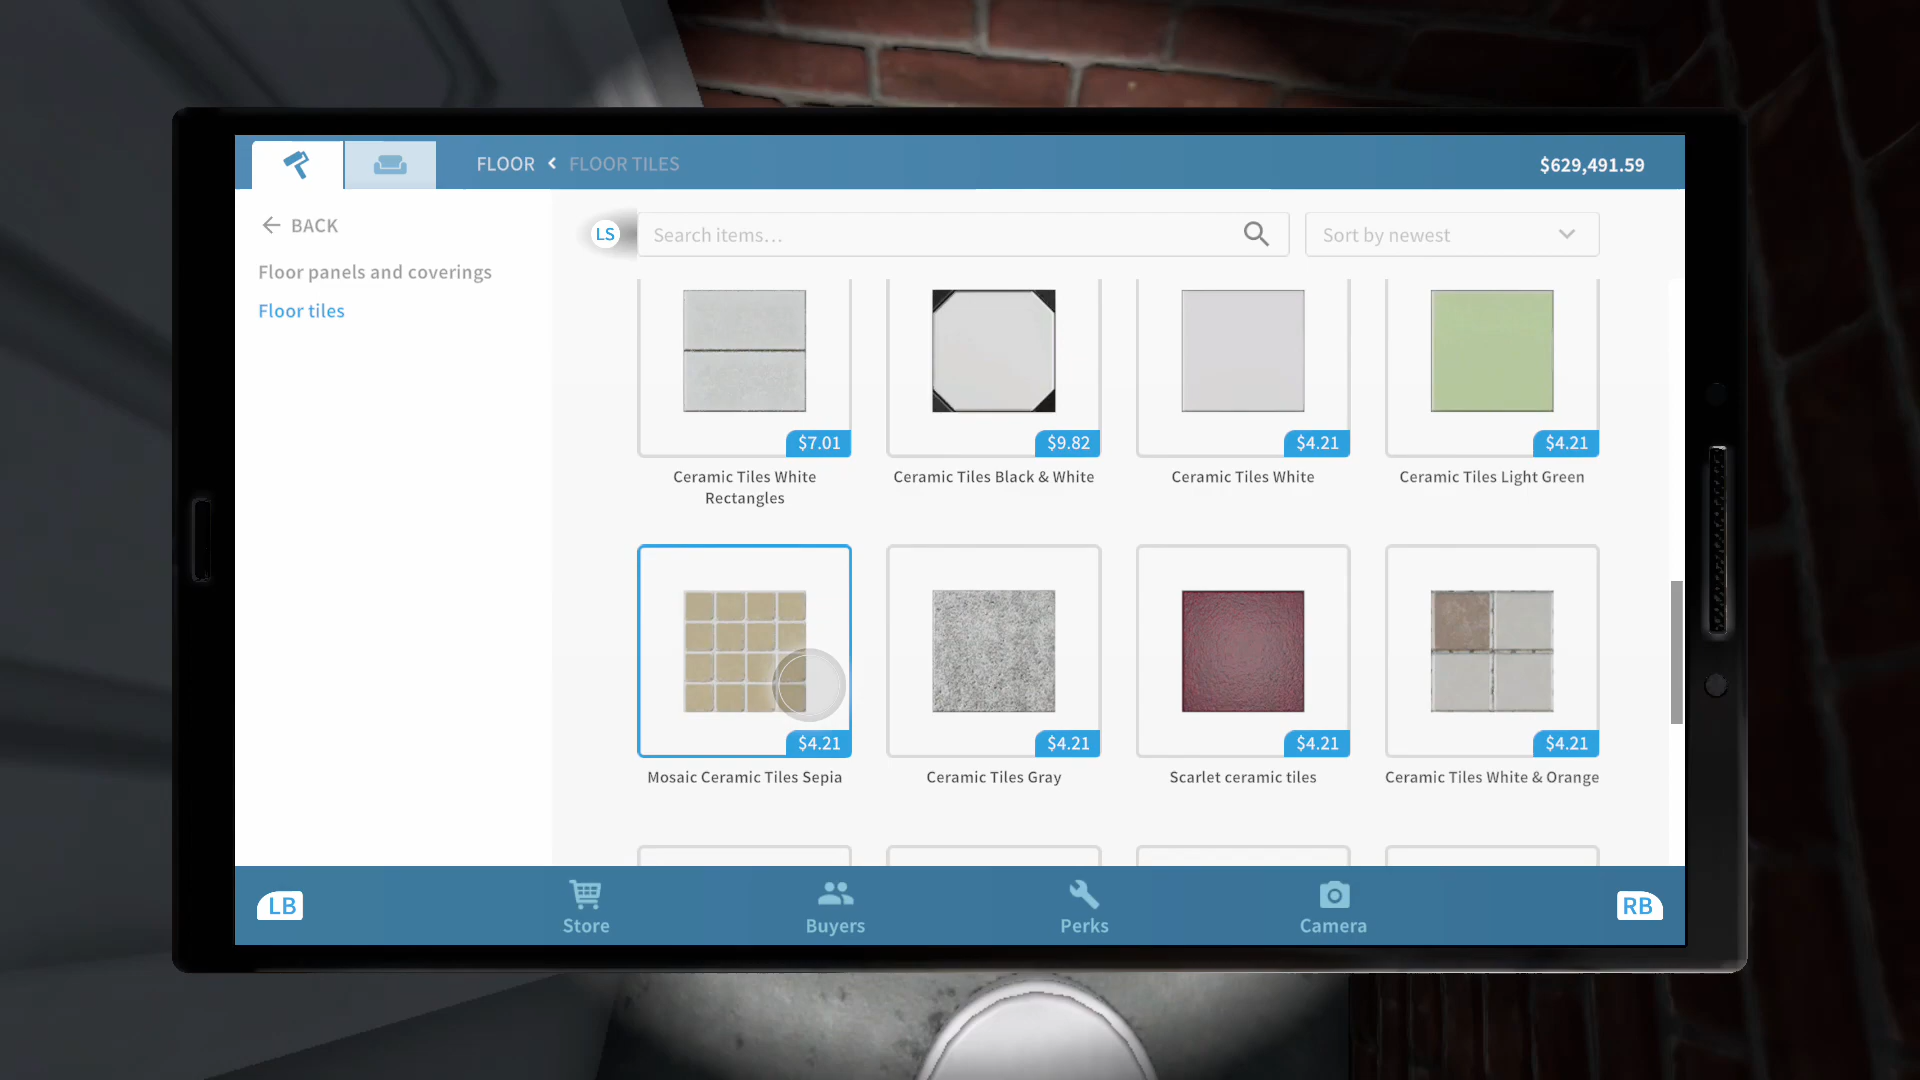 FLOOR
FLOOR TILES
$629,491.59
BACK
LS
Search items...
Sort by newest
Floor panels and coverings
Floor tiles
$7.01
$9.82
$4.21
$4.21
Ceramic Tiles White
Rectangles
Ceramic Tiles Black & White
Ceramic Tiles White
Ceramic Tiles Light Green
$4.21
$4.21
$4.21
$4.21
Mosaic Ceramic Tiles Sepia
Ceramic Tiles Gray
Scarlet ceramic tiles
Ceramic Tiles White & Orange
LB
Store
Buyers
Perks
Camera
RB